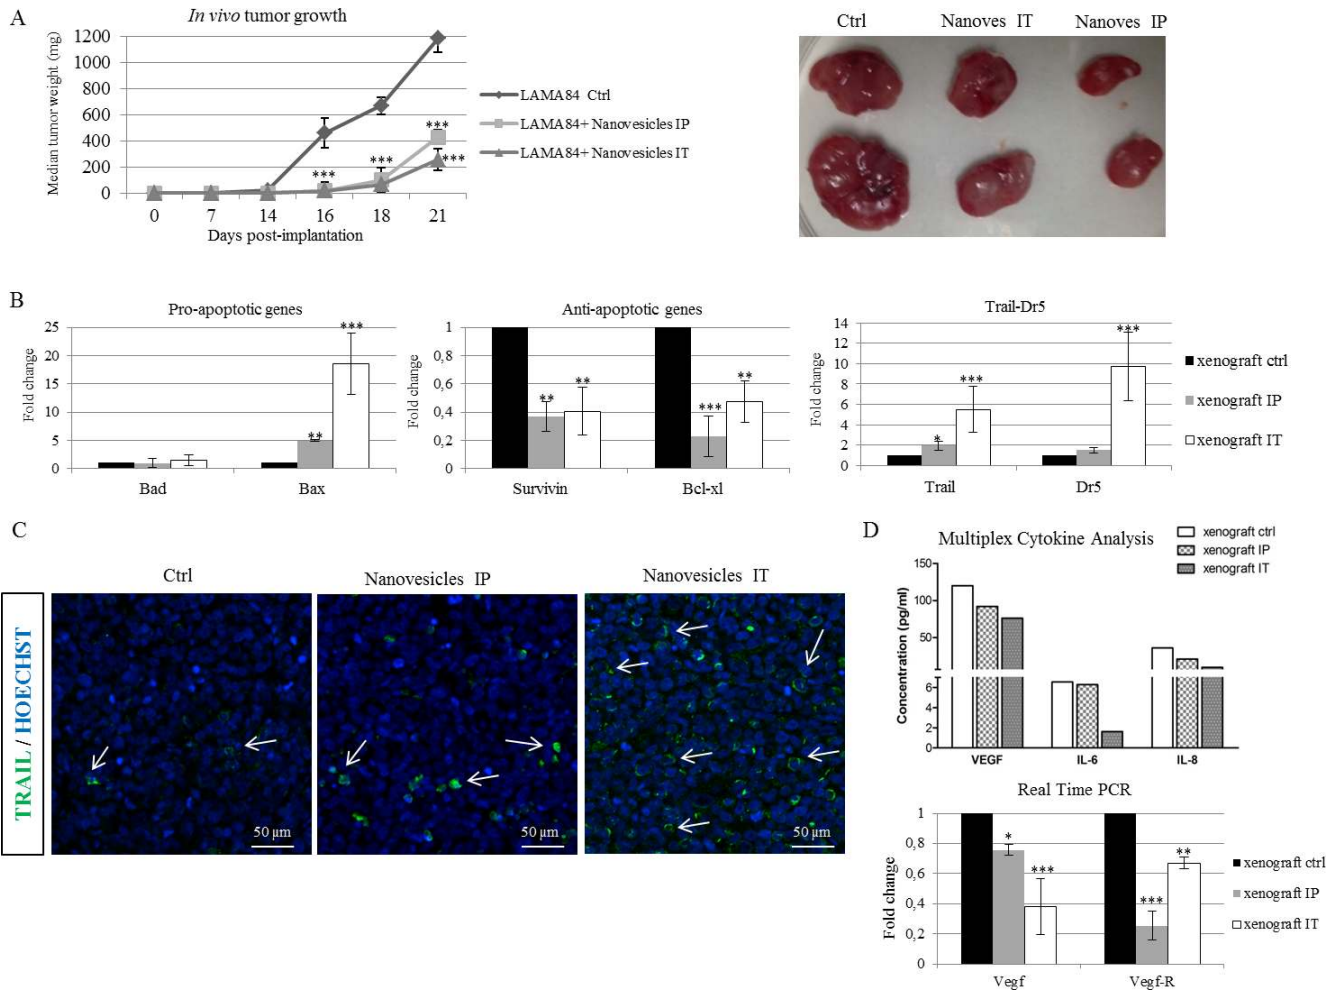 A
In vivo tumor growth
Median tumor weight (mg)
1200
1000
800
600
400
200
0
***
***
***
***
0 7 14 16 18 21
Days post-implantation
LAMA84 Ctrl
LAMA84+ Nanovesicles IP
LAMA84+ Nanovesicles IT
Ctrl Nanoves IT Nanoves IP
B
Pro-apoptotic genes
Fold change
25
20
15
10
5
0
**
***
Bad Bax
Anti-apoptotic genes
Fold change
1
0,8
0,6
0,4
0,2
0
**
**
***
**
Survivin Bcl-xl
Trail-Dr5
Fold change
14
12
10
8
6
4
2
0
*
***
***
Trail Dr5
xenograft ctrl
xenograft IP
xenograft IT
C
TRAIL / HOECHST
Ctrl
Nanovesicles IP
Nanovesicles IT
50 µm
50 µm
50 µm
D
Multiplex Cytokine Analysis
xenograft ctrl
xenograft IP
xenograft IT
Concentration (pg/ml)
150
100
50
6
4
2
0
VEGF IL-6 IL-8
Real Time PCR
Fold change
1
0,8
0,6
0,4
0,2
0
*
***
***
**
Vegf Vegf-R
xenograft ctrl
xenograft IP
xenograft IT